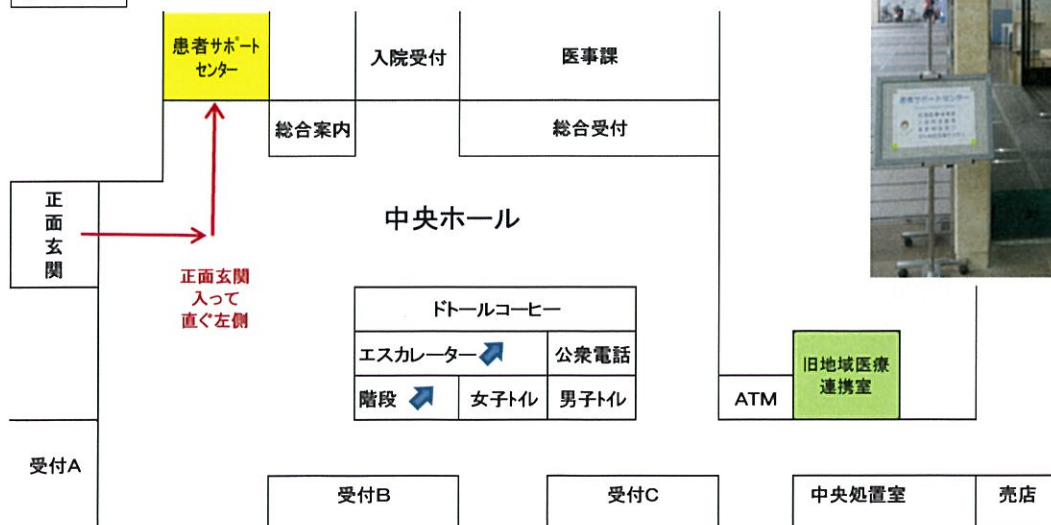 患者サポート
センター
入院受付
医事課
総合案内
総合受付
正
面
玄
関
中央ホール
正面玄関
入って
直ぐ左側
ドトールコーヒー
エスカレーター
公衆電話
階段
女子トイレ
男子トイレ
ATM
旧地域医療
連携室
受付A
受付B
受付C
中央処置室
売店
患者サポートセンター